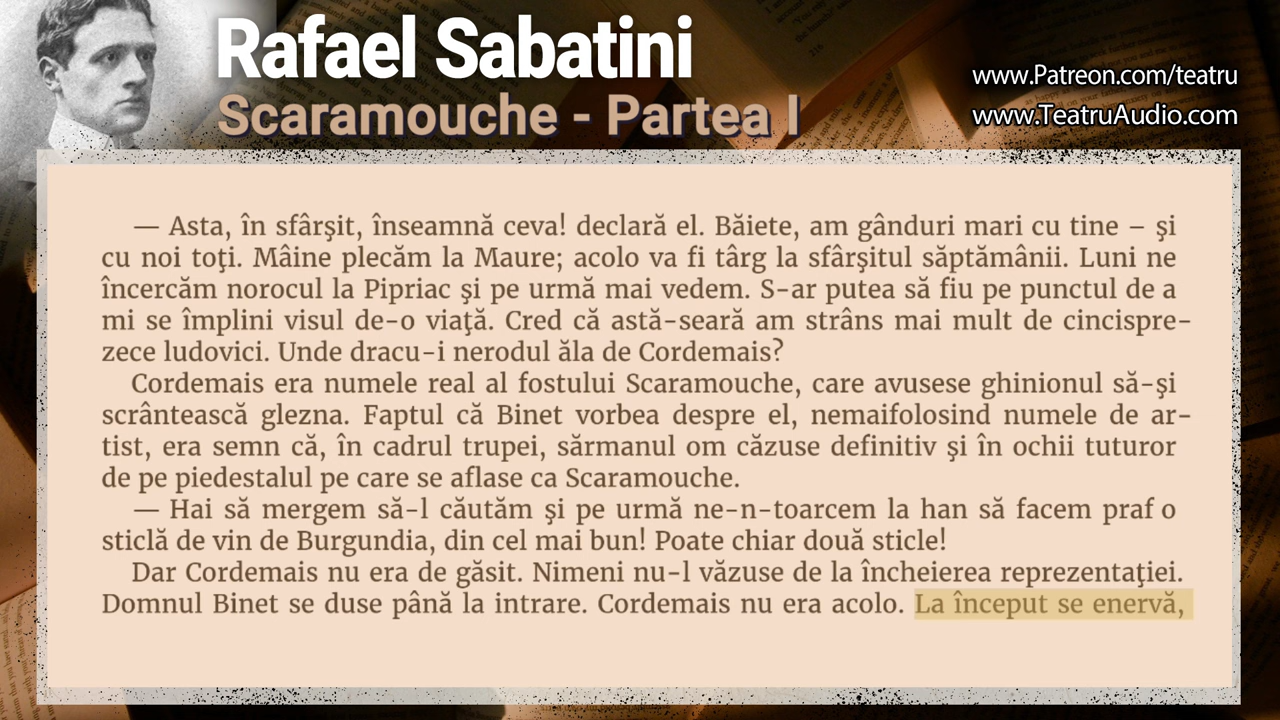 Rafael Sabatini
Scaramouche - Partea I
www.Patreon.com/teatru
www.TeatruAudio.com
— Asta, în sfârşit, înseamnă ceva! declară el. Băiete, am gânduri mari cu tine – şi
cu noi toţi. Mâine plecăm la Maure; acolo va fi târg la sfârşitul săptămânii. Luni ne
încercăm norocul la Pipriac şi pe urmă mai vedem. S-ar putea să fiu pe punctul de a
mi se împlini visul de-o viaţă. Cred că astă-seară am strâns mai mult de cincispre-
zece ludovici. Unde dracu-i nerodul ăla de Cordemais?
Cordemais era numele real al fostului Scaramouche, care avusese ghinionul să-şi
scrântească glezna. Faptul că Binet vorbea despre el, nemaifolosind numele de ar-
tist, era semn că, în cadrul trupei, sărmanul om căzuse definitiv şi în ochii tuturor
de pe piedestalul pe care se aflase ca Scaramouche.
— Hai să mergem să-l căutăm şi pe urmă ne-n-toarcem la han să facem praf o
sticlă de vin de Burgundia, din cel mai bun! Poate chiar două sticle!
Dar Cordemais nu era de găsit. Nimeni nu-l văzuse de la încheierea reprezentaţiei.
Domnul Binet se duse până la intrare. Cordemais nu era acolo. La început se enervă,